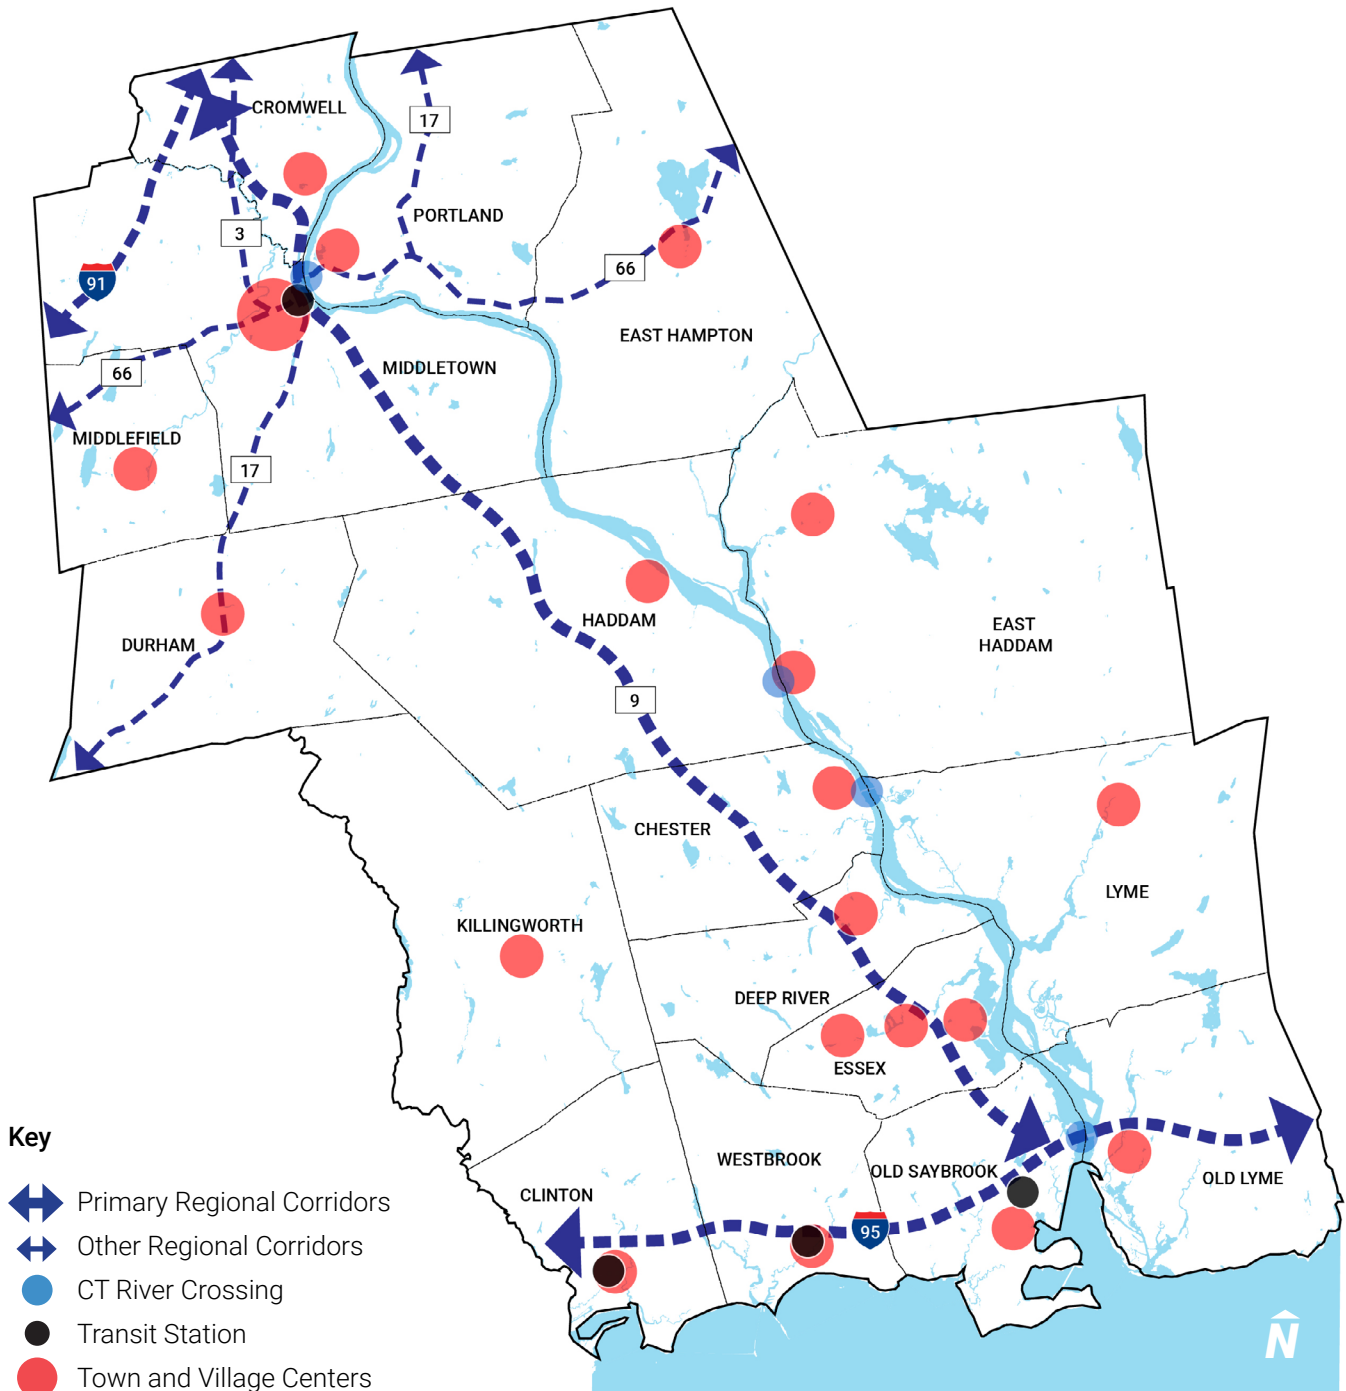 CROMWELL
17
PORTLAND
3
66
91
EAST HAMPTON
MIDDLETOWN
66
MIDDLEFIELD
17
HADDAM
EAST
HADDAM
DURHAM
9
CHESTER
LYME
KILLINGWORTH
DEEP RIVER
ESSEX
WESTBROOK
OLD SAYBROOK
OLD LYME
CLINTON
95
N
Key
Primary Regional Corridors
Other Regional Corridors
CT River Crossing
Transit Station
Town and Village Centers